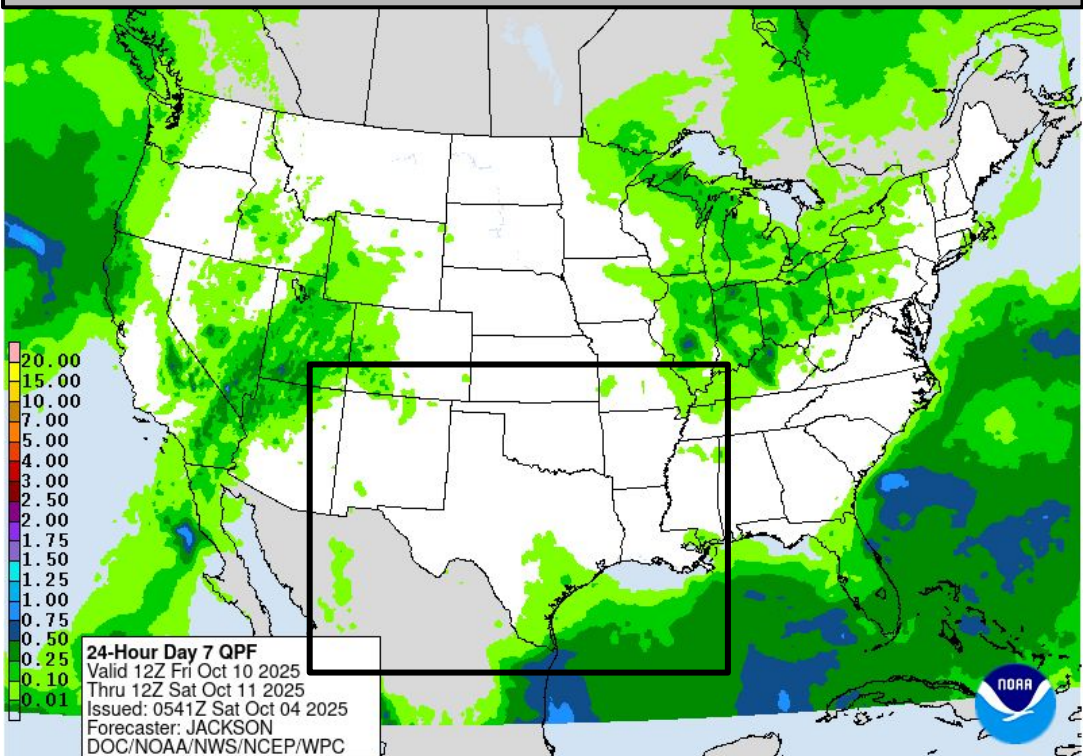 20.00
15.00
10.00
7.00
5.00
4.00
3.00
2.50
2.00
1.75
1.50
1.25
1.00
0.75
0.50
0.25
0.10
0.01
24-Hour Day 7 QPF
Valid 12Z Fri Oct 10 2025
Thru 12Z Sat Oct 11 2025
Issued: 0541Z Sat Oct 04 2025
Forecaster: JACKSON
DOC/NOAA/NWS/NCEP/WPC
NOAA